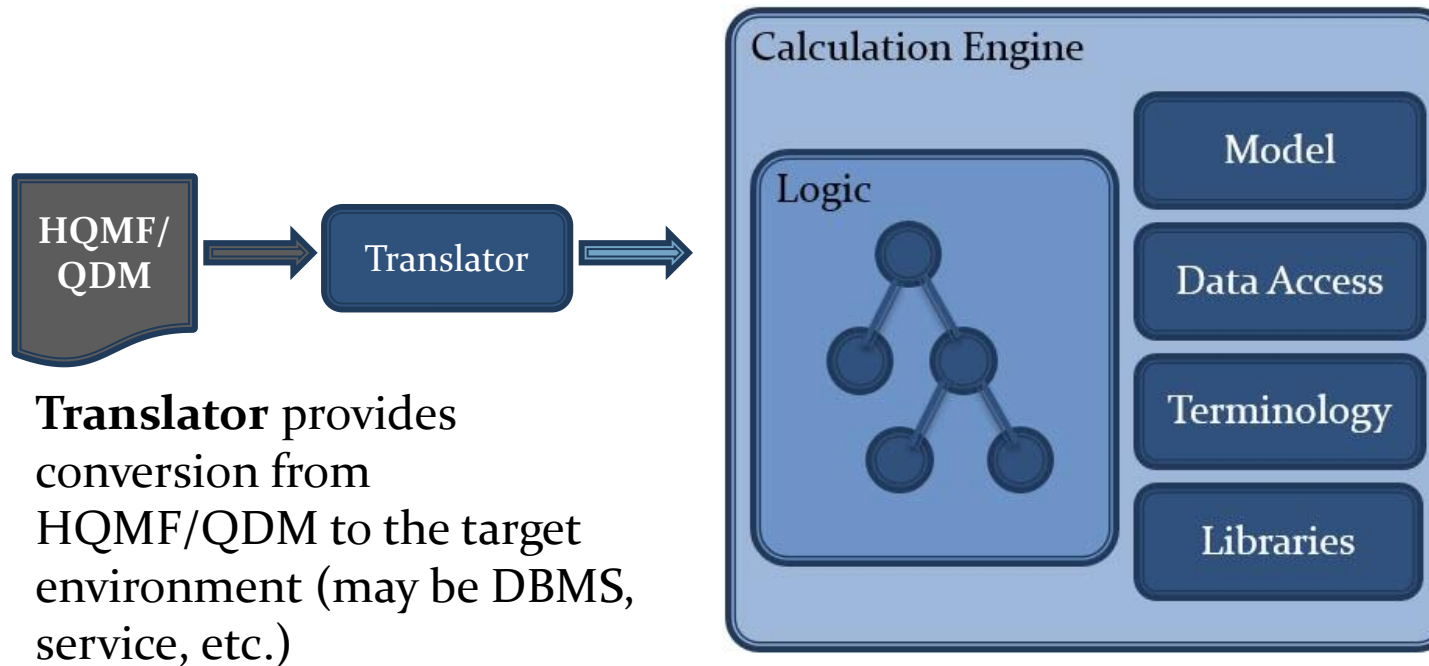 HQMF/
QDM
Translator
Translator provides
conversion from
HQMF/QDM to the target
environment (may be DBMS,
service, etc.)
Calculation Engine
Logic
Model
Data Access
Terminology
Libraries